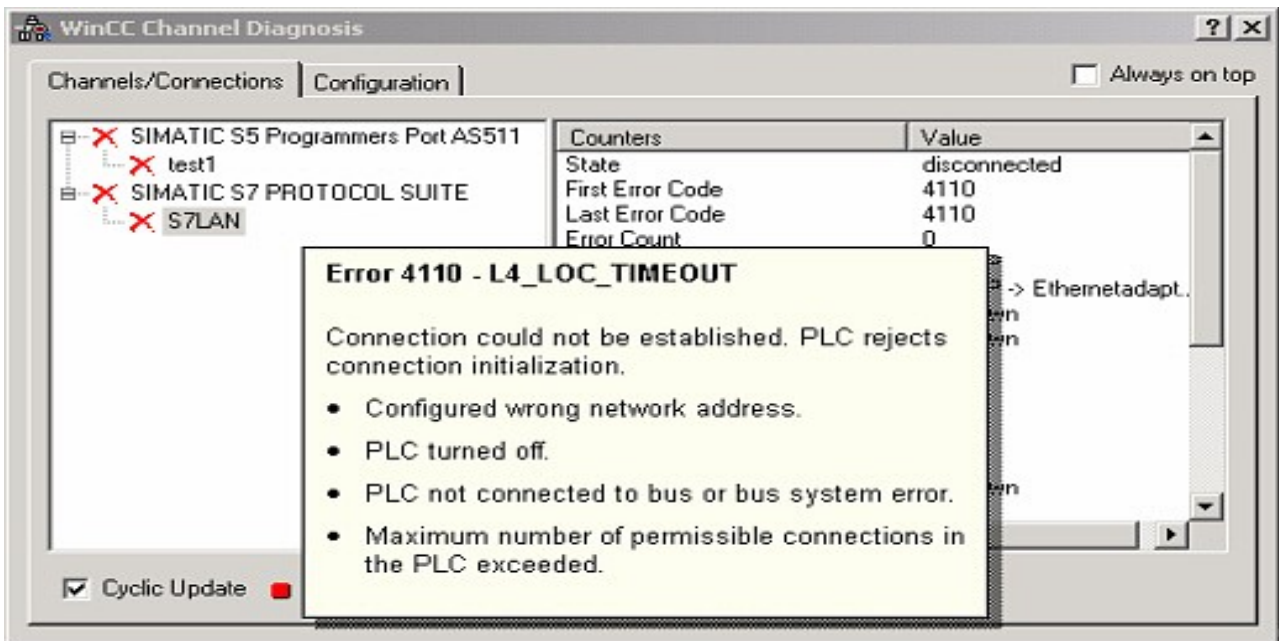 WinCC Channel Diagnosis
Channels/Connections
Configuration
Always on top
SIMATIC S5 Programmers Port AS511
test1
SIMATIC S7 PROTOCOL SUITE
S7LAN
Counters Value
State disconnected
First Error Code 4110
Last Error Code 4110
Error Count 0
-> Ethernetadapt..
Error 4110 - L4_LOC_TIMEOUT
Connection could not be established. PLC rejects
connection initialization.
• Configured wrong network address.
• PLC turned off.
• PLC not connected to bus or bus system error.
• Maximum number of permissible connections in
the PLC exceeded.
Cyclic Update